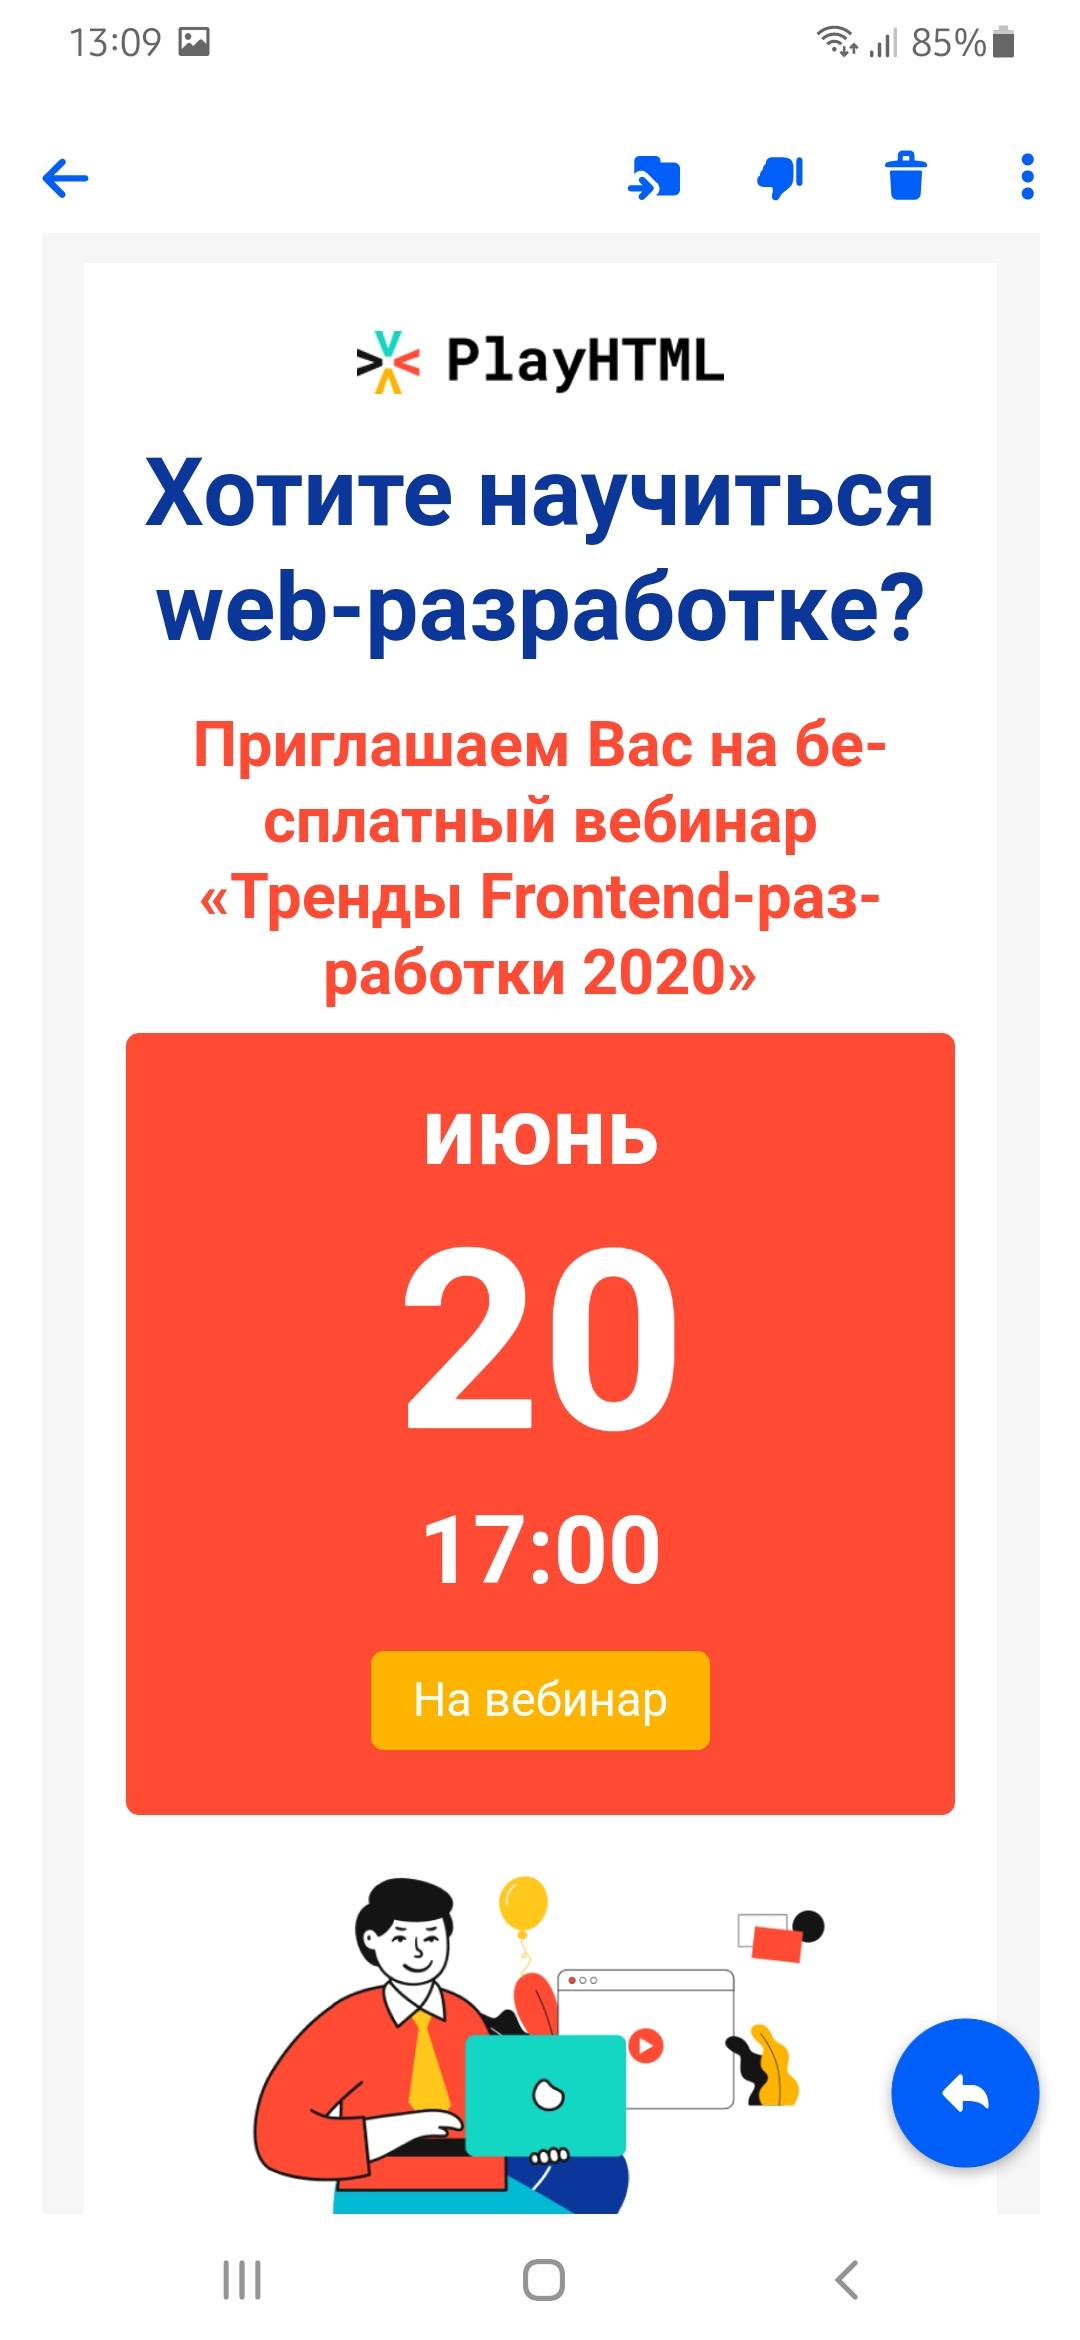 13:09
85%
PlayHTML
Хотите научиться
web-разработке?
Приглашаем Вас на бе-
сплатный вебинар
«Тренды Frontend-раз-
работки 2020»
июнь
20
17:00
На вебинар